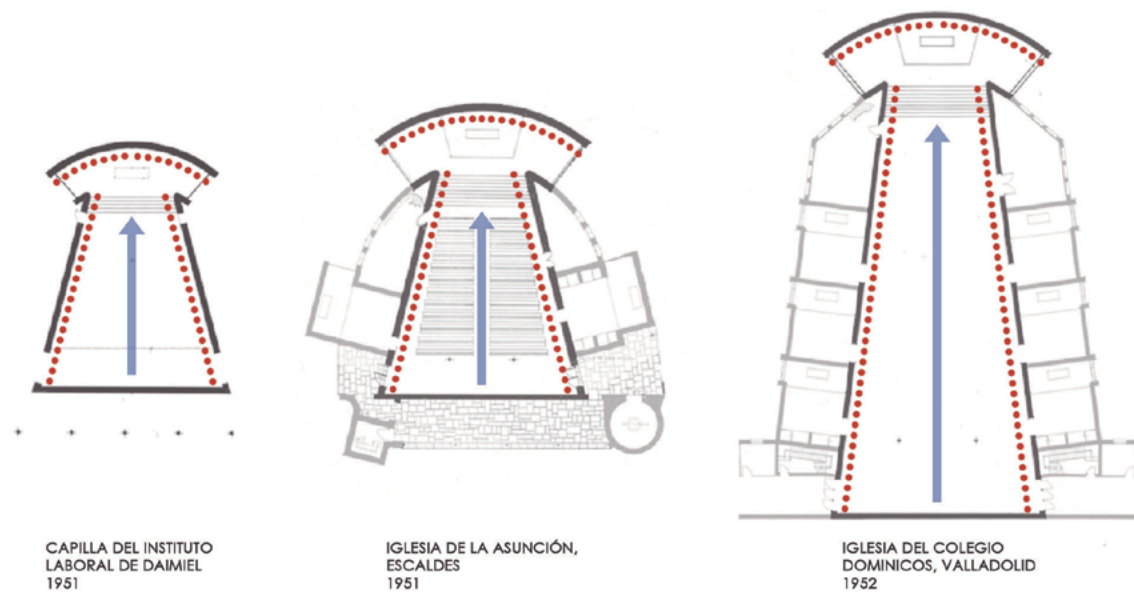 CAPILLA DEL INSTITUTO
LABORAL DE DAIMIEL
1951
IGLESIA DE LA ASUNCIÓN,
ESCALDES
1951
IGLESIA DEL COLEGIO
DOMINICOS, VALLADOLID
1952